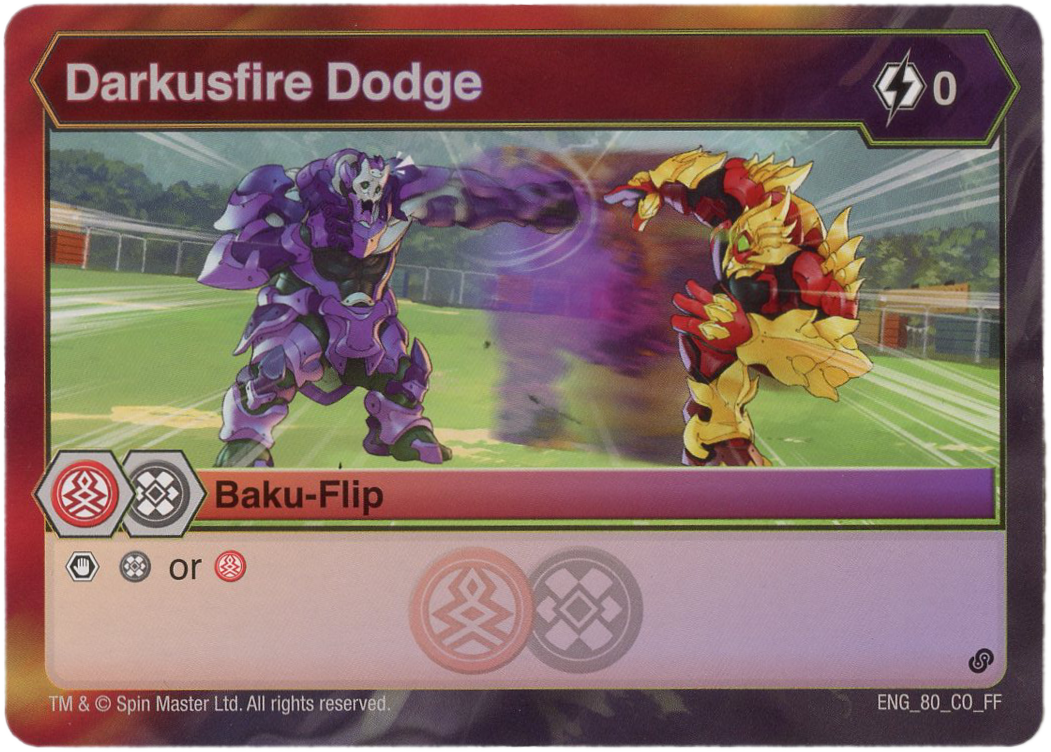 Darkusfire Dodge
0
Baku-Flip
or
TM & © Spin Master Ltd. All rights reserved.
ENG_80_CO_FF